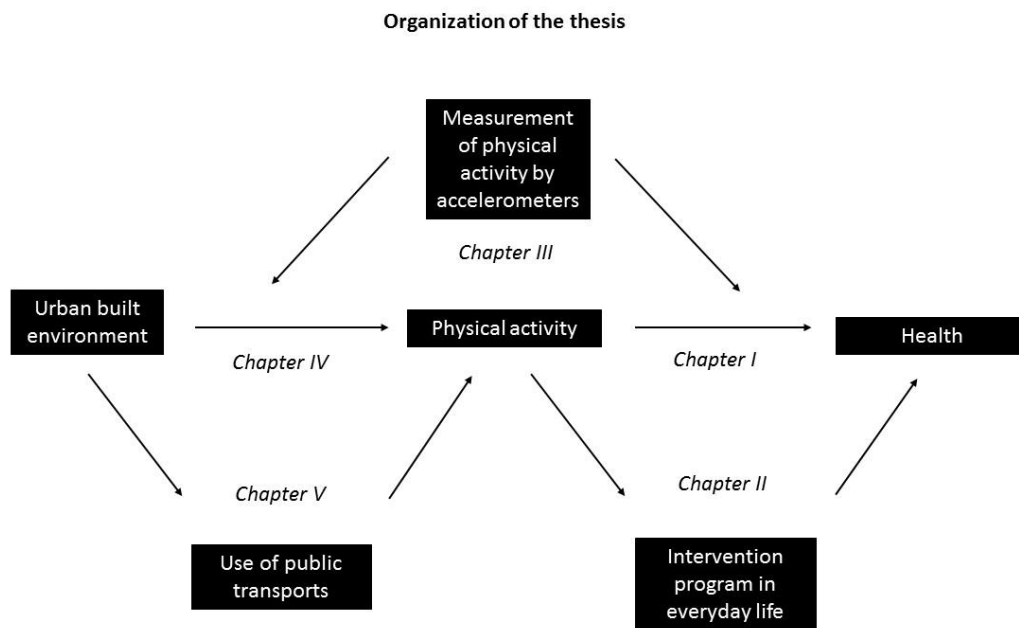 Organization of the thesis
Measurement
of physical
activity by
accelerometers
Chapter III
Urban built
environment
Physical activity
Health
Chapter IV
Chapter I
Chapter V
Chapter II
Use of public
transports
Intervention
program in
everyday life